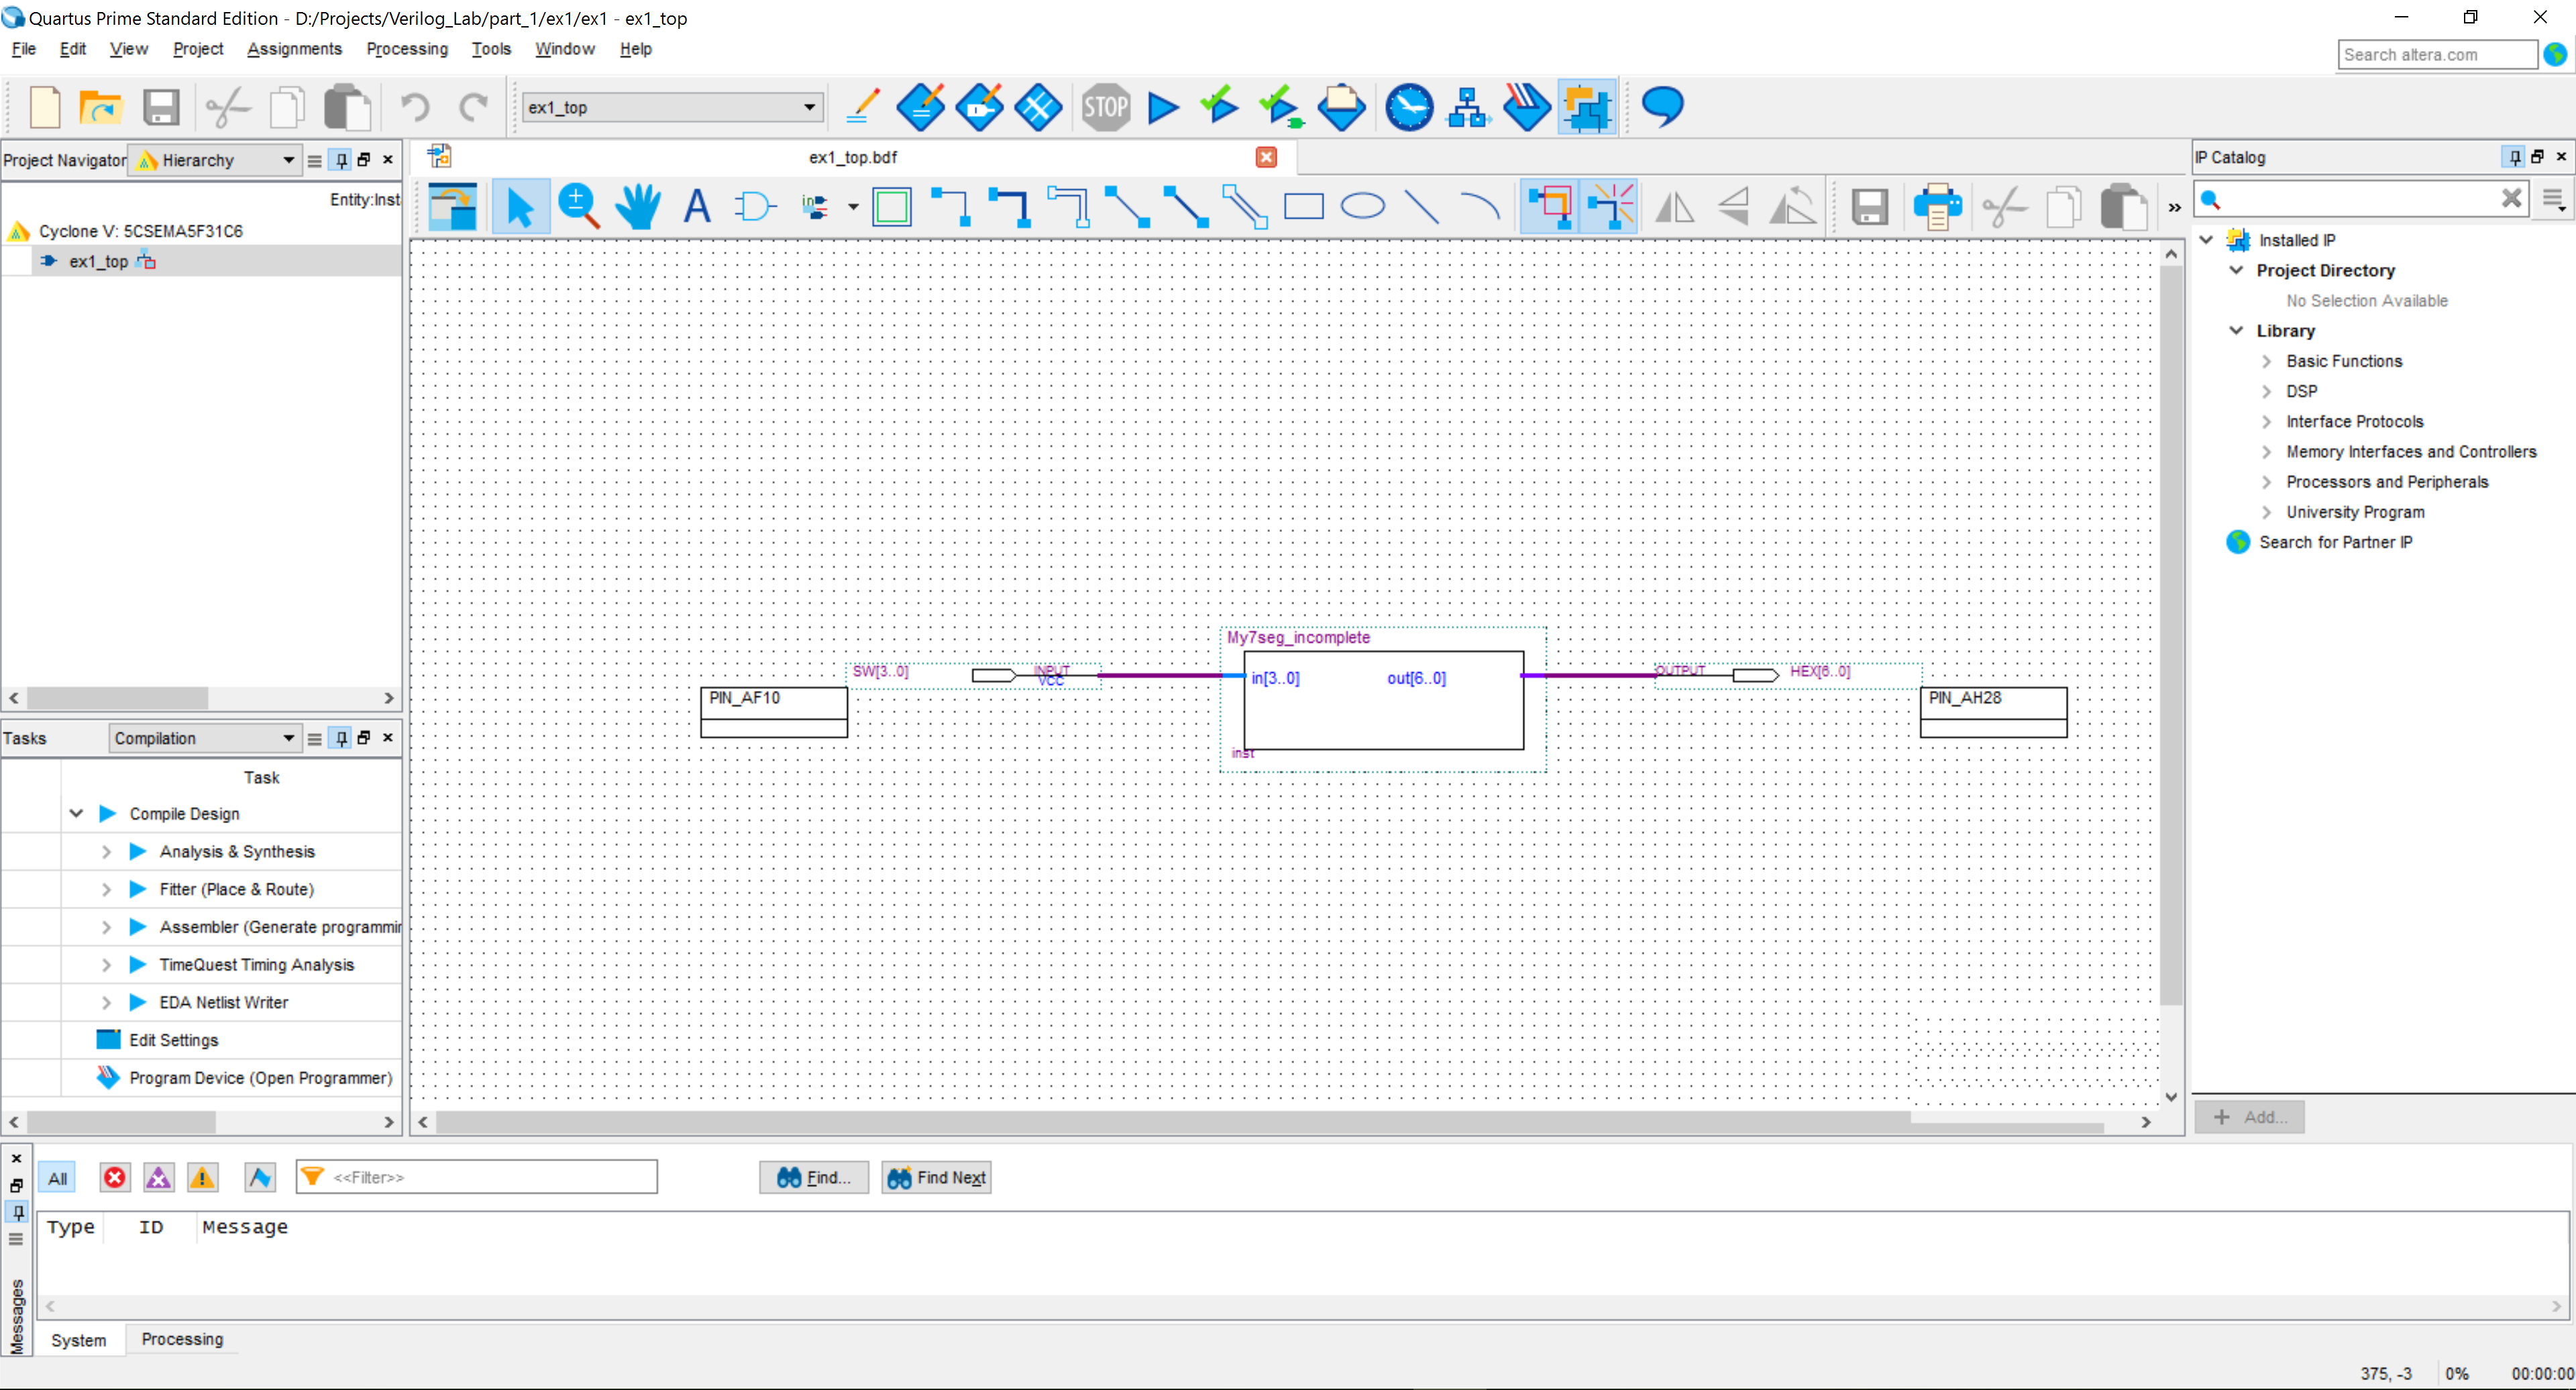 Quartus Prime Standard Edition - D:/Projects/Verilog_Lab/part_1/ex1/ex1 - ex1_top
File Edit View Project Assignments Processing Tools Window Help
Search altera.com
ex1_top
STOP
Project Navigator Hierarchy
Entity:Inst
Cyclone V: 5CSEMA5F31C6
ex1_top
ex1_top.bdf
A
My7seg_incomplete
SW[3..0]
INPUT
VCC
in[3..0] out[6..0]
OUTPUT
HEX[6..0]
PIN_AF10
PIN_AH28
inst
IP Catalog
Installed IP
Project Directory
No Selection Available
Library
Basic Functions
DSP
Interface Protocols
Memory Interfaces and Controllers
Processors and Peripherals
University Program
Search for Partner IP
+ Add...
Tasks Compilation
Task
Compile Design
Analysis & Synthesis
Fitter (Place & Route)
Assembler (Generate programmin
TimeQuest Timing Analysis
EDA Netlist Writer
Edit Settings
Program Device (Open Programmer)
All <<Filter>> Find... Find Next
Type ID Message
Messages
System Processing
375, -3 0% 00:00:00